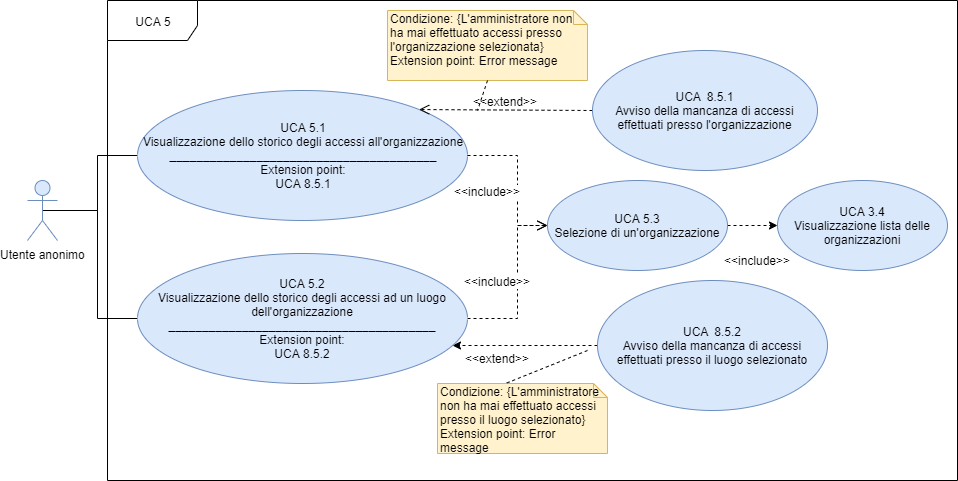 UCA 5
Condizione: {L'amministratore non
ha mai effettuato accessi presso
l'organizzazione selezionata}
Extension point: Error message
<<extend>>
UCA 8.5.1
Avviso della mancanza di accessi
effettuati presso l'organizzazione
UCA 5.1
Visualizzazione dello storico degli accessi all'organizzazione
Extension point:
UCA 8.5.1
<<include>>
Utente anonimo
UCA 5.3
Selezione di un'organizzazione
<<include>>
UCA 3.4
Visualizzazione lista delle
organizzazioni
<<include>>
UCA 5.2
Visualizzazione dello storico degli accessi ad un luogo
dell'organizzazione
Extension point:
UCA 8.5.2
<<extend>>
UCA 8.5.2
Avviso della mancanza di accessi
effettuati presso il luogo selezionato
Condizione: {L'amministratore
non ha mai effettuato accessi
presso il luogo selezionato}
Extension point: Error
message